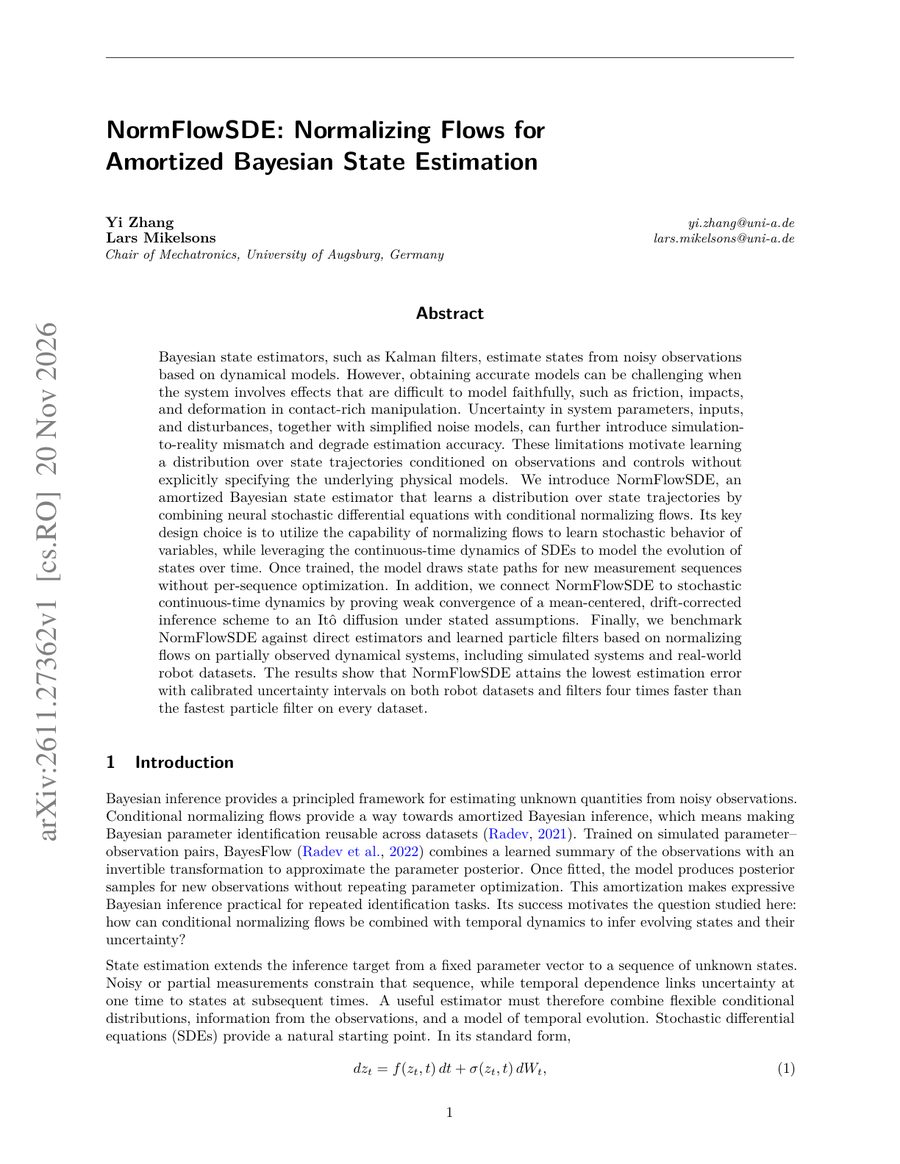 NormFlowSDE: Normalizing Flows for
Amortized Bayesian State Estimation
Yi Zhang yi.zhang@uni-a.de
Lars Mikelsons lars.mikelsons@uni-a.de
Chair of Mechatronics, University of Augsburg, Germany
Abstract
Bayesian state estimators, such as Kalman filters, estimate states from noisy observations
based on dynamical models. However, obtaining accurate models can be challenging when
the system involves effects that are difficult to model faithfully, such as friction, impacts,
and deformation in contact-rich manipulation. Uncertainty in system parameters, inputs,
and disturbances, together with simplified noise models, can further introduce simulation-
to-reality mismatch and degrade estimation accuracy. These limitations motivate learning
a distribution over state trajectories conditioned on observations and controls without
explicitly specifying the underlying physical models. We introduce NormFlowSDE, an
amortized Bayesian state estimator that learns a distribution over state trajectories by
combining neural stochastic differential equations with conditional normalizing flows. Its key
design choice is to utilize the capability of normalizing flows to learn stochastic behavior of
variables, while leveraging the continuous-time dynamics of SDEs to model the evolution of
states over time. Once trained, the model draws state paths for new measurement sequences
without per-sequence optimization. In addition, we connect NormFlowSDE to stochastic
continuous-time dynamics by proving weak convergence of a mean-centered, drift-corrected
inference scheme to an Itô diffusion under stated assumptions. Finally, we benchmark
NormFlowSDE against direct estimators and learned particle filters based on normalizing
flows on partially observed dynamical systems, including simulated systems and real-world
robot datasets. The results show that NormFlowSDE attains the lowest estimation error
with calibrated uncertainty intervals on both robot datasets and filters four times faster than
the fastest particle filter on every dataset.
1 Introduction
Bayesian inference provides a principled framework for estimating unknown quantities from noisy observations.
Conditional normalizing flows provide a way towards amortized Bayesian inference, which means making
Bayesian parameter identification reusable across datasets (Radev, 2021). Trained on simulated parameter–
observation pairs, BayesFlow (Radev et al., 2022) combines a learned summary of the observations with an
invertible transformation to approximate the parameter posterior. Once fitted, the model produces posterior
samples for new observations without repeating parameter optimization. This amortization makes expressive
Bayesian inference practical for repeated identification tasks. Its success motivates the question studied here:
how can conditional normalizing flows be combined with temporal dynamics to infer evolving states and their
uncertainty?
State estimation extends the inference target from a fixed parameter vector to a sequence of unknown states.
Noisy or partial measurements constrain that sequence, while temporal dependence links uncertainty at
one time to states at subsequent times. A useful estimator must therefore combine flexible conditional
distributions, information from the observations, and a model of temporal evolution. Stochastic differential
equations (SDEs) provide a natural starting point. In its standard form,
dzₜ = f(zₜ, t) dt + σ(zₜ, t) dWₜ, (1)
1
arXiv:2611.27362v1 [cs.RO] 20 Nov 2026